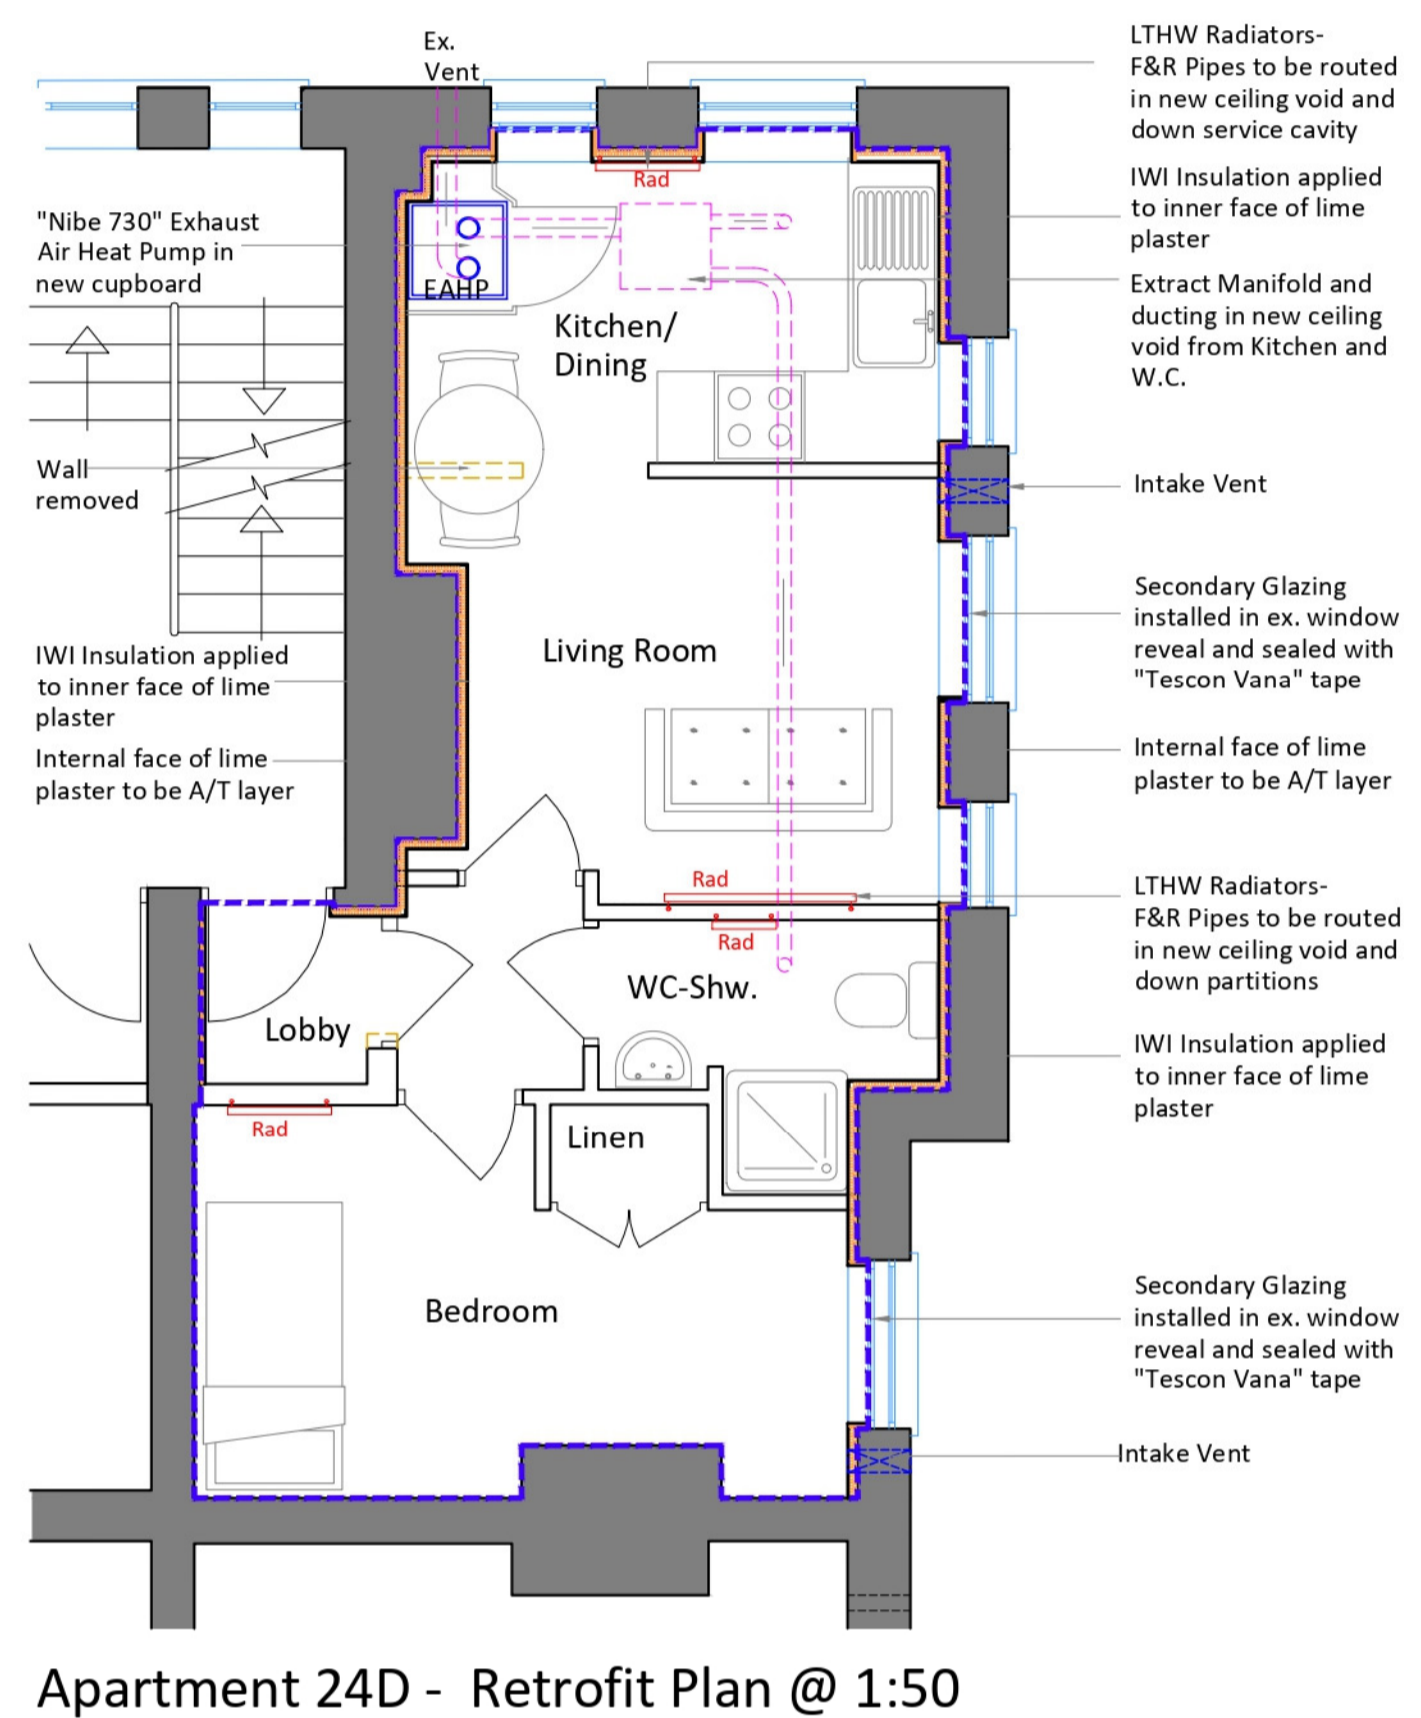 Ex.
Vent
LTHW Radiators-
F&R Pipes to be routed
in new ceiling void and
down service cavity
Rad
IWI Insulation applied
to inner face of lime
plaster
"Nibe 730" Exhaust
Air Heat Pump in
new cupboard
EAHP
Extract Manifold and
ducting in new ceiling
void from Kitchen and
W.C.
Kitchen/
Dining
Wall
removed
Intake Vent
Secondary Glazing
installed in ex. window
reveal and sealed with
"Tescon Vana" tape
IWI Insulation applied
to inner face of lime
plaster
Living Room
Internal face of lime
plaster to be A/T layer
Internal face of lime
plaster to be A/T layer
Rad
LTHW Radiators-
F&R Pipes to be routed
in new ceiling void and
down partitions
Rad
WC-Shw.
Lobby
IWI Insulation applied
to inner face of lime
plaster
Rad
Linen
Bedroom
Secondary Glazing
installed in ex. window
reveal and sealed with
"Tescon Vana" tape
Intake Vent
Apartment 24D - Retrofit Plan @ 1:50